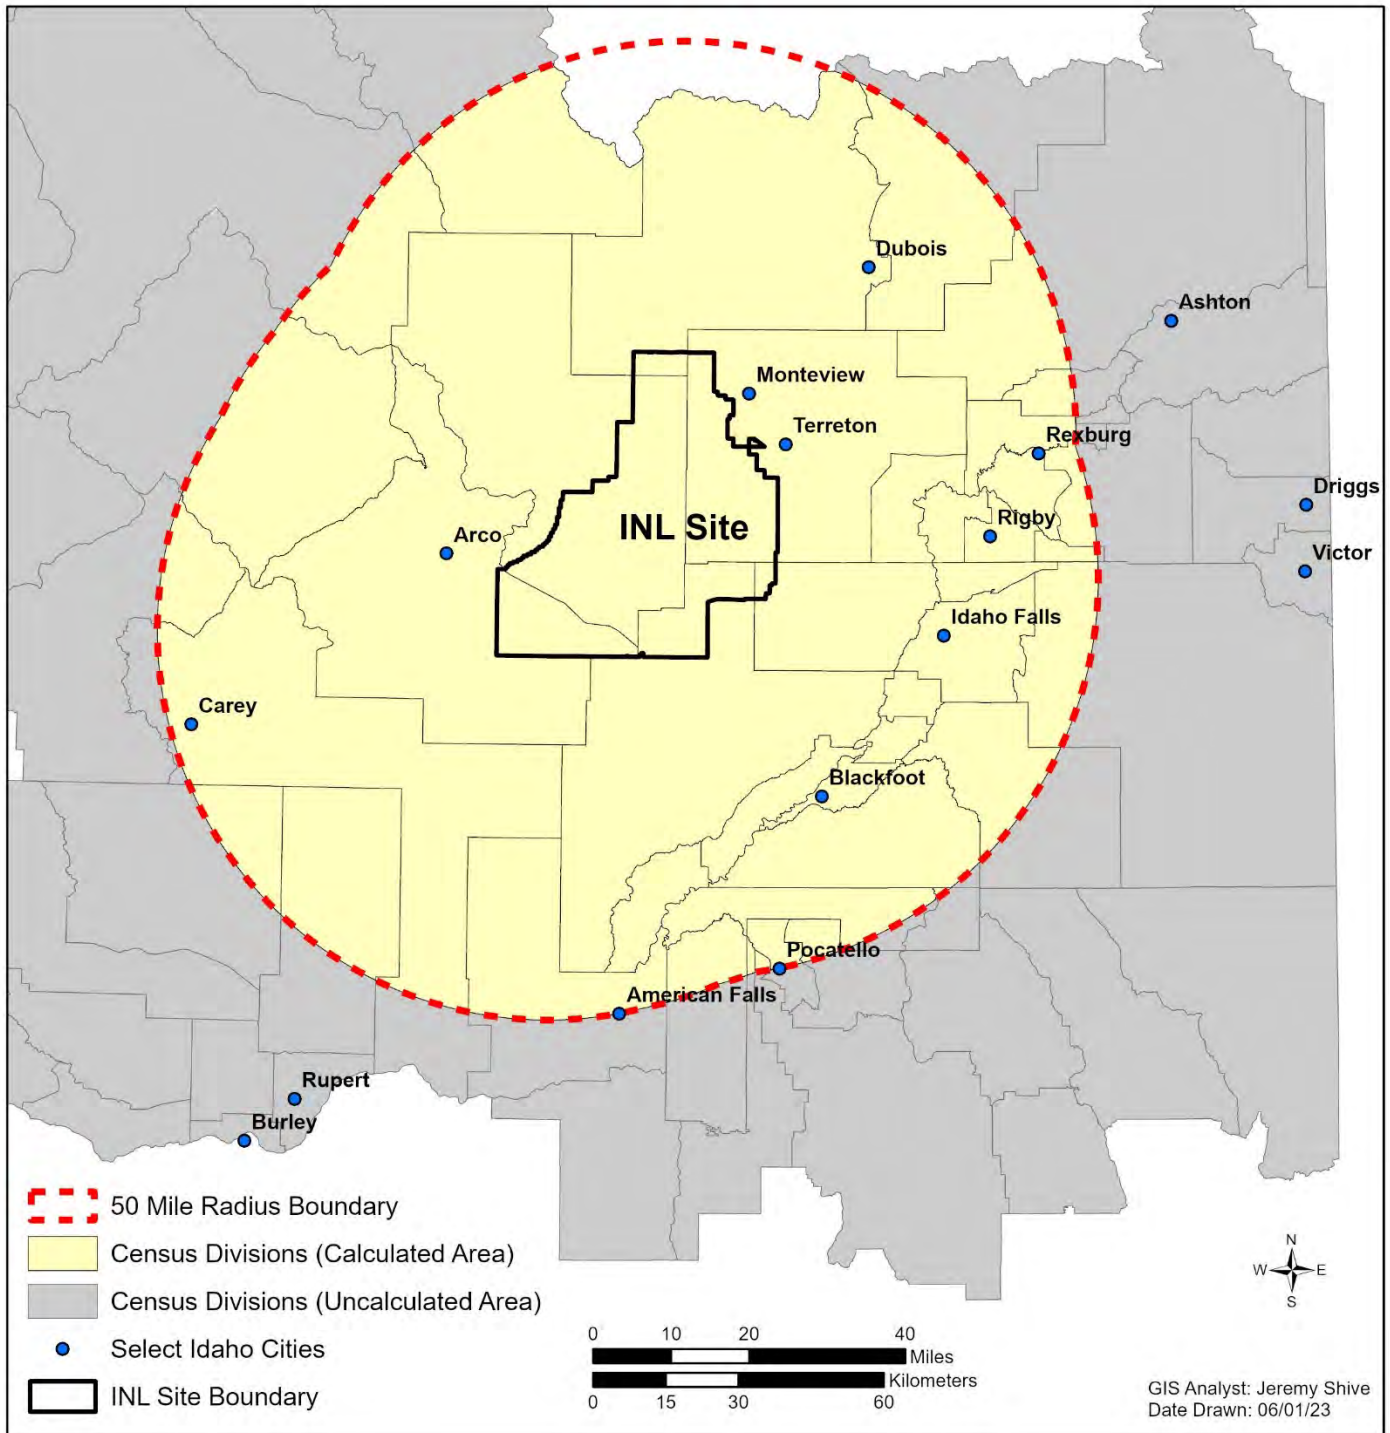 Dubois
Ashton
Monteview
Terreton
Rexburg
Driggs
INL Site
Rigby
Arco
Victor
Idaho Falls
Carey
Blackfoot
Pocatello
American Falls
Rupert
Burley
50 Mile Radius Boundary
Census Divisions (Calculated Area)
Census Divisions (Uncalculated Area)
Select Idaho Cities
INL Site Boundary
N
W E
S
0 10 20 40
Miles
Kilometers
0 15 30 60
GIS Analyst: Jeremy Shive
Date Drawn: 06/01/23